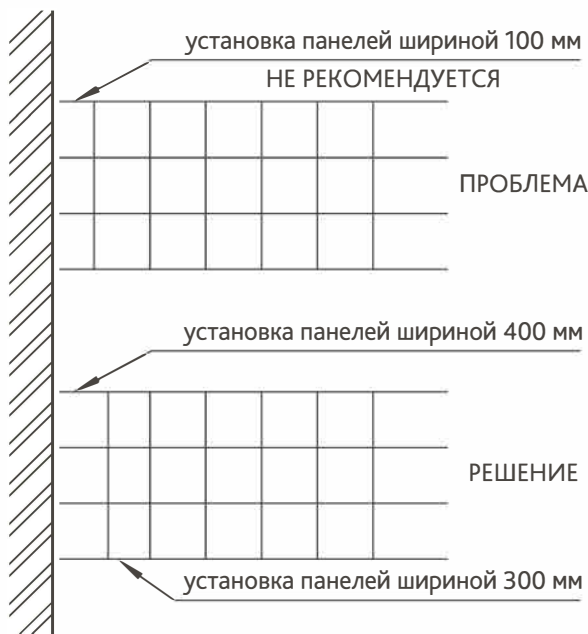 установка панелей шириной 100 мм
НЕ РЕКОМЕНДУЕТСЯ
ПРОБЛЕМА
установка панелей шириной 400 мм
РЕШЕНИЕ
установка панелей шириной 300 мм